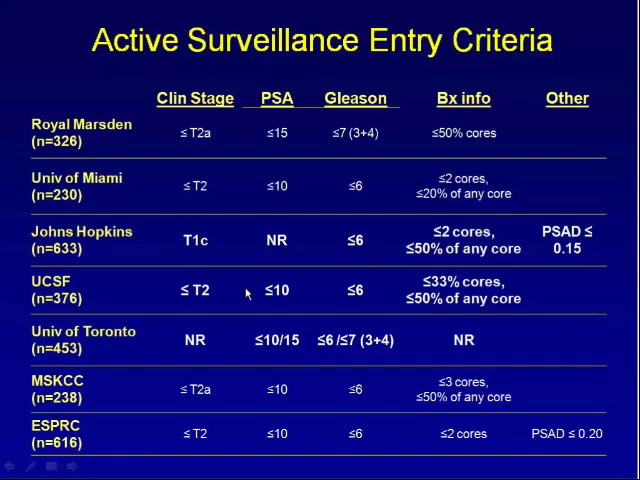 Active Surveillance Entry Criteria
Clin Stage PSA Gleason Bx info Other
Royal Marsden
(n=326) ≤ T2a ≤15 ≤7 (3+4) ≤50% cores
Univ of Miami
(n=230) ≤ T2 ≤10 ≤6 ≤2 cores,
≤20% of any core
Johns Hopkins
(n=633) T1c NR ≤6 ≤2 cores,
≤50% of any core PSAD ≤
0.15
UCSF
(n=376) ≤ T2 ≤10 ≤6 ≤33% cores,
≤50% of any core
Univ of Toronto
(n=453) NR ≤10/15 ≤6 /≤7 (3+4) NR
MSKCC
(n=238) ≤ T2a ≤10 ≤6 ≤3 cores,
≤50% of any core
ESPRC
(n=616) ≤ T2 ≤10 ≤6 ≤2 cores PSAD ≤ 0.20